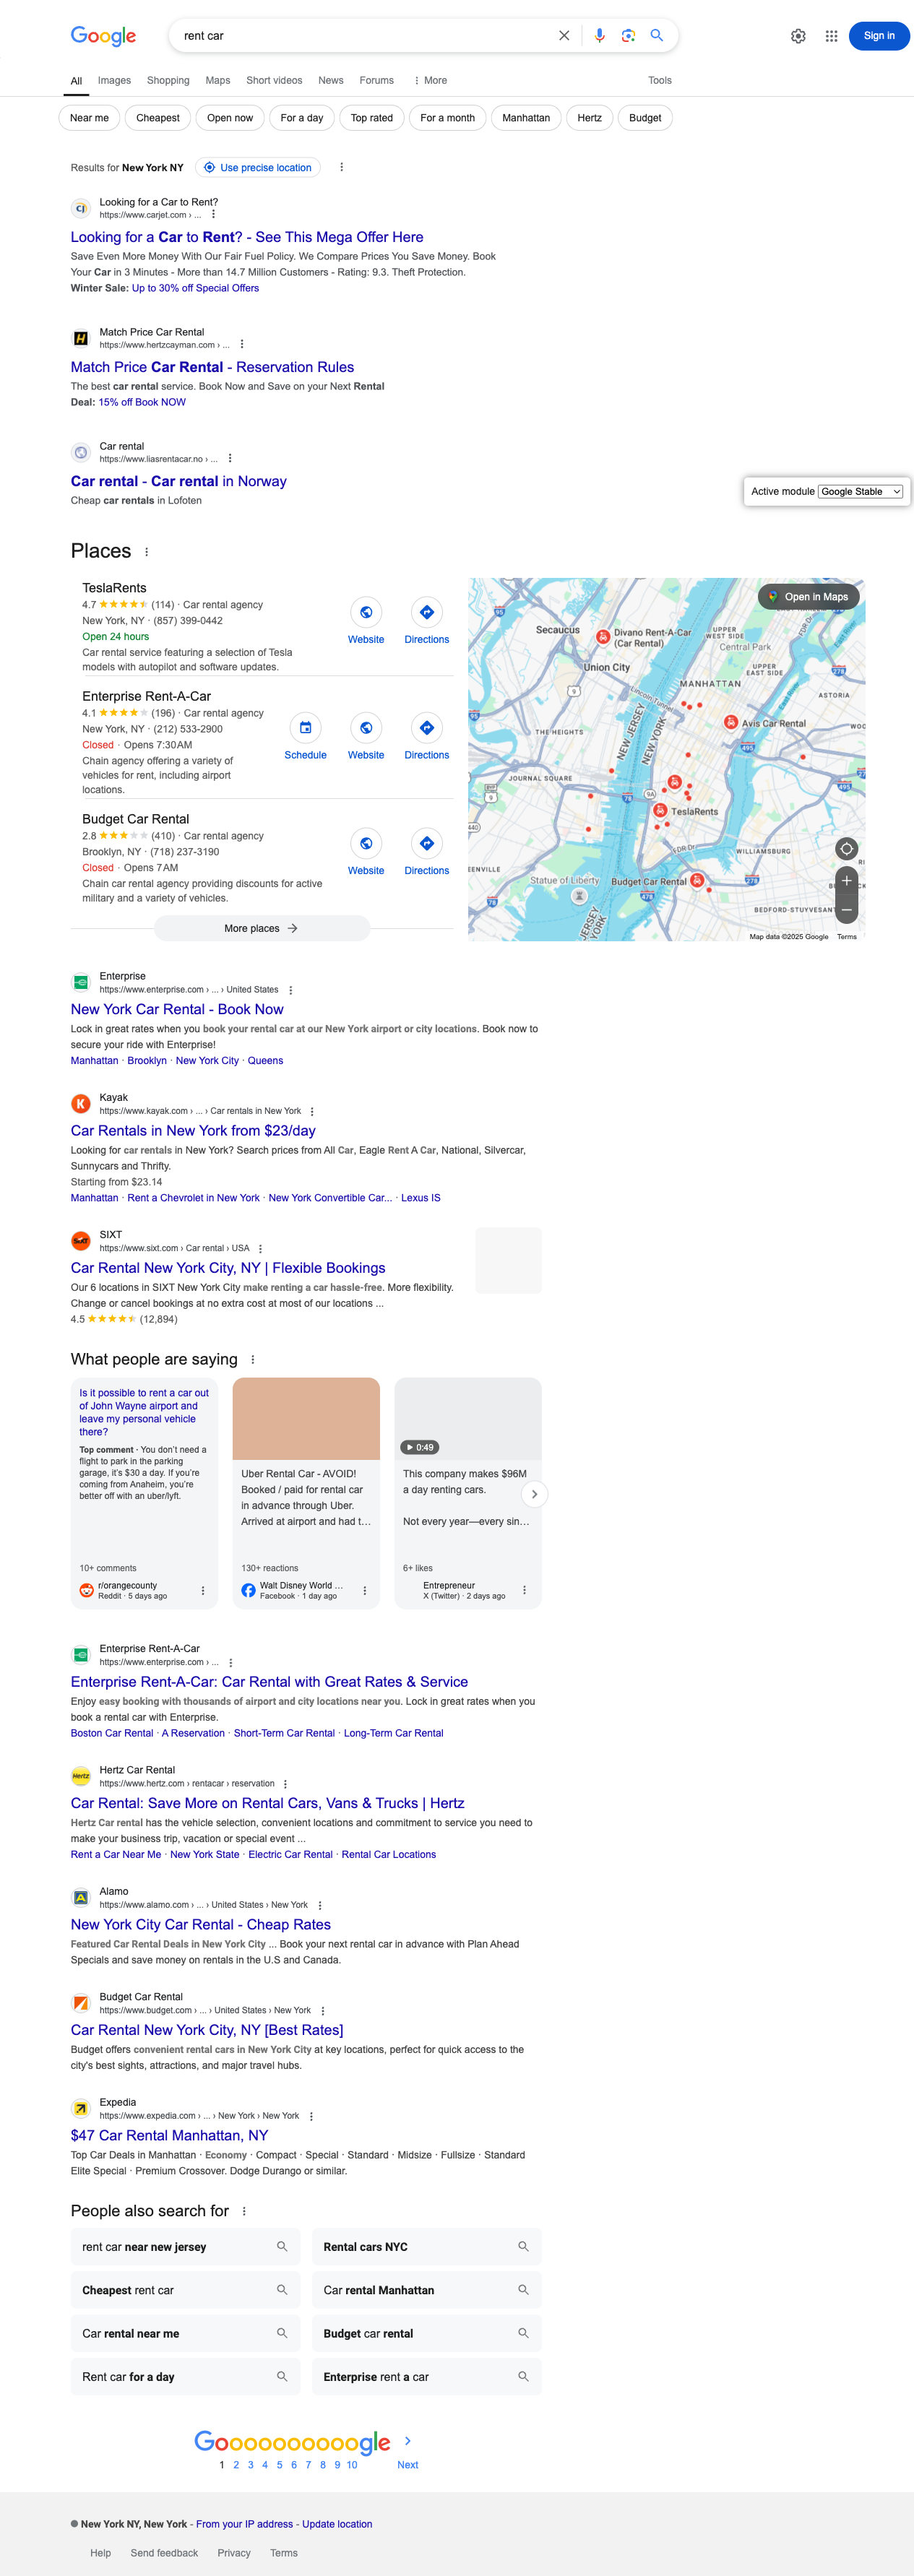 Google
rent car
Sign in
All Images Shopping Maps Short videos News Forums More Tools
Near me Cheapest Open now For a day Top rated For a month Manhattan Hertz Budget
Results for New York NY Use precise location
Looking for a Car to Rent?
https://www.carjet.com › ...
Looking for a Car to Rent? - See This Mega Offer Here
Save Even More Money With Our Fair Fuel Policy. We Compare Prices You Save Money. Book
Your Car in 3 Minutes - More than 14.7 Million Customers - Rating: 9.3. Theft Protection.
Winter Sale: Up to 30% off Special Offers
Match Price Car Rental
https://www.hertzcayman.com › ...
Match Price Car Rental - Reservation Rules
The best car rental service. Book Now and Save on your Next Rental
Deal: 15% off Book NOW
Car rental
https://www.liasrentacar.no › ...
Car rental - Car rental in Norway
Cheap car rentals in Lofoten
Active module Google Stable
Places
TeslaRents
4.7 (114) · Car rental agency
New York, NY · (857) 399-0442
Open 24 hours
Car rental service featuring a selection of Tesla
models with autopilot and software updates.
Website Directions
Enterprise Rent-A-Car
4.1 (196) · Car rental agency
New York, NY · (212) 533-2900
Closed · Opens 7:30 AM
Chain agency offering a variety of
vehicles for rent, including airport
locations.
Schedule Website Directions
Budget Car Rental
2.8 (410) · Car rental agency
Brooklyn, NY · (718) 237-3190
Closed · Opens 7 AM
Chain car rental agency providing discounts for active
military and a variety of vehicles.
Website Directions
More places
Open in Maps
95
Secaucus
Divano Rent-A-Car
(Car Rental)
UPPER
WEST SIDE
Central Park
Union City
UPPER
EAST SIDE
278
9
MANHATTAN
Lincoln Tunnel
ASTORIA
95
NEW JERSEY
NEW YORK
Avis Car Rental
THE HEIGHTS
495
JOURNAL SQUARE
495
9
78
9A
TeslaRents
440
FDR Dr
WILLIAMSBURG
ENVILLE
Statue of Liberty
Budget Car Rental
278
278
78
478
BEDFORD-STUYVESANT
JERSEY
YORK
Map data ©2025 Google Terms
Enterprise
https://www.enterprise.com › ... › United States
New York Car Rental - Book Now
Lock in great rates when you book your rental car at our New York airport or city locations. Book now to
secure your ride with Enterprise!
Manhattan · Brooklyn · New York City · Queens
Kayak
https://www.kayak.com › ... › Car rentals in New York
Car Rentals in New York from $23/day
Looking for car rentals in New York? Search prices from All Car, Eagle Rent A Car, National, Silvercar,
Sunnycars and Thrifty.
Starting from $23.14
Manhattan · Rent a Chevrolet in New York · New York Convertible Car... · Lexus IS
SIXT
https://www.sixt.com › Car rental › USA
Car Rental New York City, NY | Flexible Bookings
Our 6 locations in SIXT New York City make renting a car hassle-free. More flexibility.
Change or cancel bookings at no extra cost at most of our locations ...
4.5 (12,894)
What people are saying
Is it possible to rent a car out
of John Wayne airport and
leave my personal vehicle
there?
Top comment · You don't need a
flight to park in the parking
garage, it's $30 a day. If you're
coming from Anaheim, you're
better off with an uber/lyft.
10+ comments
r/orangecounty
Reddit · 5 days ago
Uber Rental Car - AVOID!
Booked / paid for rental car
in advance through Uber.
Arrived at airport and had t...
130+ reactions
Walt Disney World ...
Facebook · 1 day ago
0:49
This company makes $96M
a day renting cars.
Not every year—every sin...
6+ likes
Entrepreneur
X (Twitter) · 2 days ago
Enterprise Rent-A-Car
https://www.enterprise.com › ...
Enterprise Rent-A-Car: Car Rental with Great Rates & Service
Enjoy easy booking with thousands of airport and city locations near you. Lock in great rates when you
book a rental car with Enterprise.
Boston Car Rental · A Reservation · Short-Term Car Rental · Long-Term Car Rental
Hertz Car Rental
https://www.hertz.com › rentacar › reservation
Car Rental: Save More on Rental Cars, Vans & Trucks | Hertz
Hertz Car rental has the vehicle selection, convenient locations and commitment to service you need to
make your business trip, vacation or special event ...
Rent a Car Near Me · New York State · Electric Car Rental · Rental Car Locations
Alamo
https://www.alamo.com › ... › United States › New York
New York City Car Rental - Cheap Rates
Featured Car Rental Deals in New York City ... Book your next rental car in advance with Plan Ahead
Specials and save money on rentals in the U.S and Canada.
Budget Car Rental
https://www.budget.com › ... › United States › New York
Car Rental New York City, NY [Best Rates]
Budget offers convenient rental cars in New York City at key locations, perfect for quick access to the
city's best sights, attractions, and major travel hubs.
Expedia
https://www.expedia.com › ... › New York › New York
$47 Car Rental Manhattan, NY
Top Car Deals in Manhattan · Economy · Compact · Special · Standard · Midsize · Fullsize · Standard
Elite Special · Premium Crossover. Dodge Durango or similar.
People also search for
rent car near new jersey
Rental cars NYC
Cheapest rent car
Car rental Manhattan
Car rental near me
Budget car rental
Rent car for a day
Enterprise rent a car
Goooooooooogle
1 2 3 4 5 6 7 8 9 10 Next
New York NY, New York - From your IP address - Update location
Help Send feedback Privacy Terms